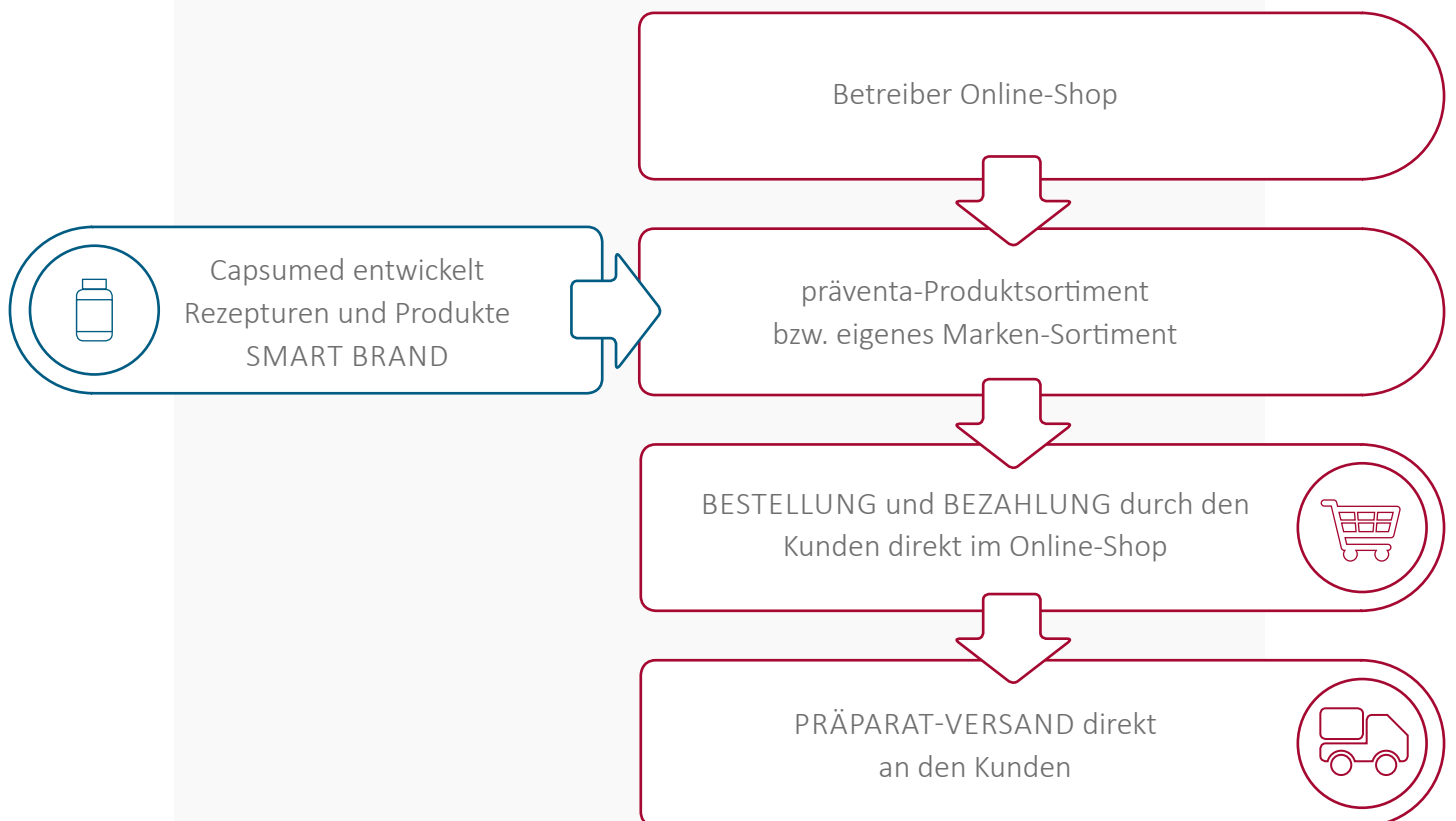 Betreiber Online-Shop
Capsumed entwickelt
Rezepturen und Produkte
SMART BRAND
präventa-Produktsortiment
bzw. eigenes Marken-Sortiment
BESTELLUNG und BEZAHLUNG durch den
Kunden direkt im Online-Shop
PRÄPARAT-VERSAND direkt
an den Kunden